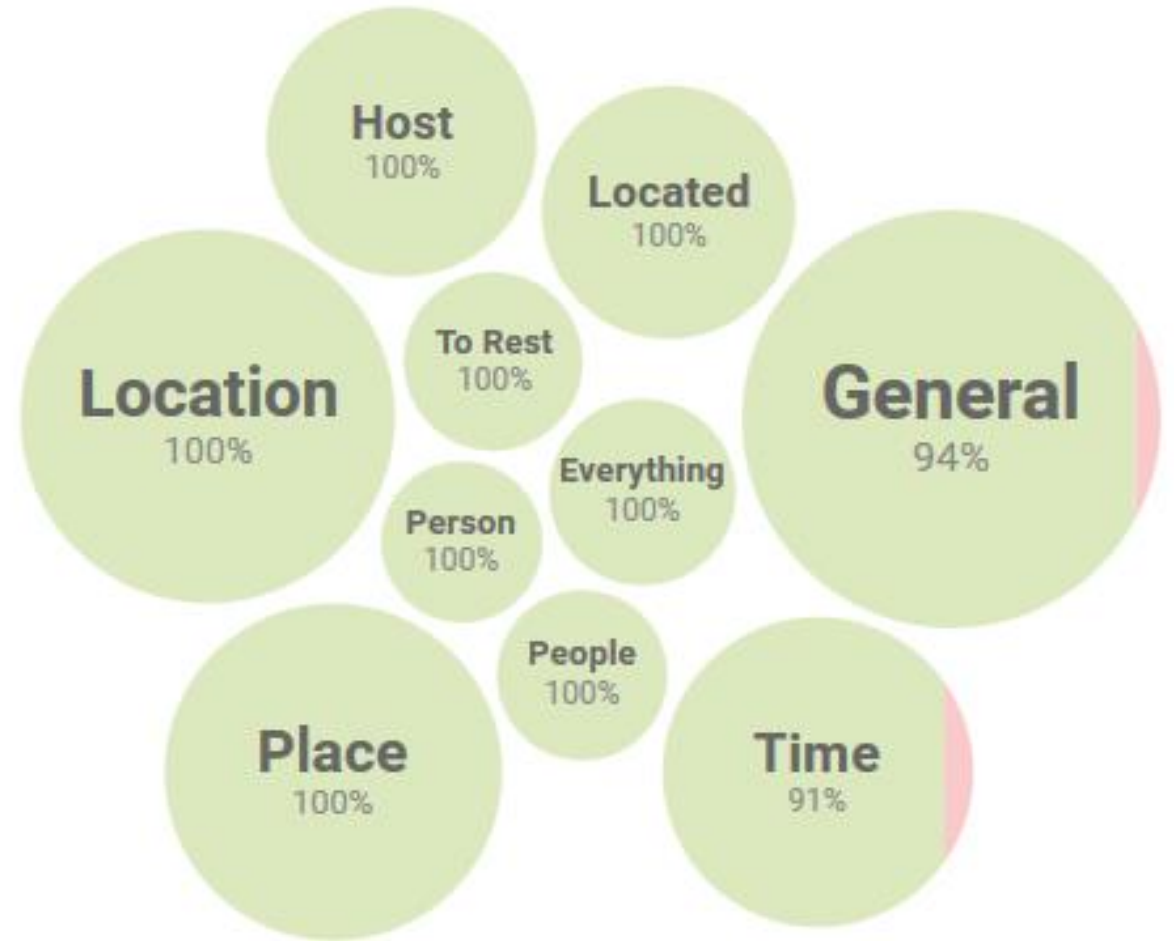 Host
100%
Located
100%
To Rest
100%
Location
100%
General
94%
Everything
100%
Person
100%
People
100%
Place
100%
Time
91%